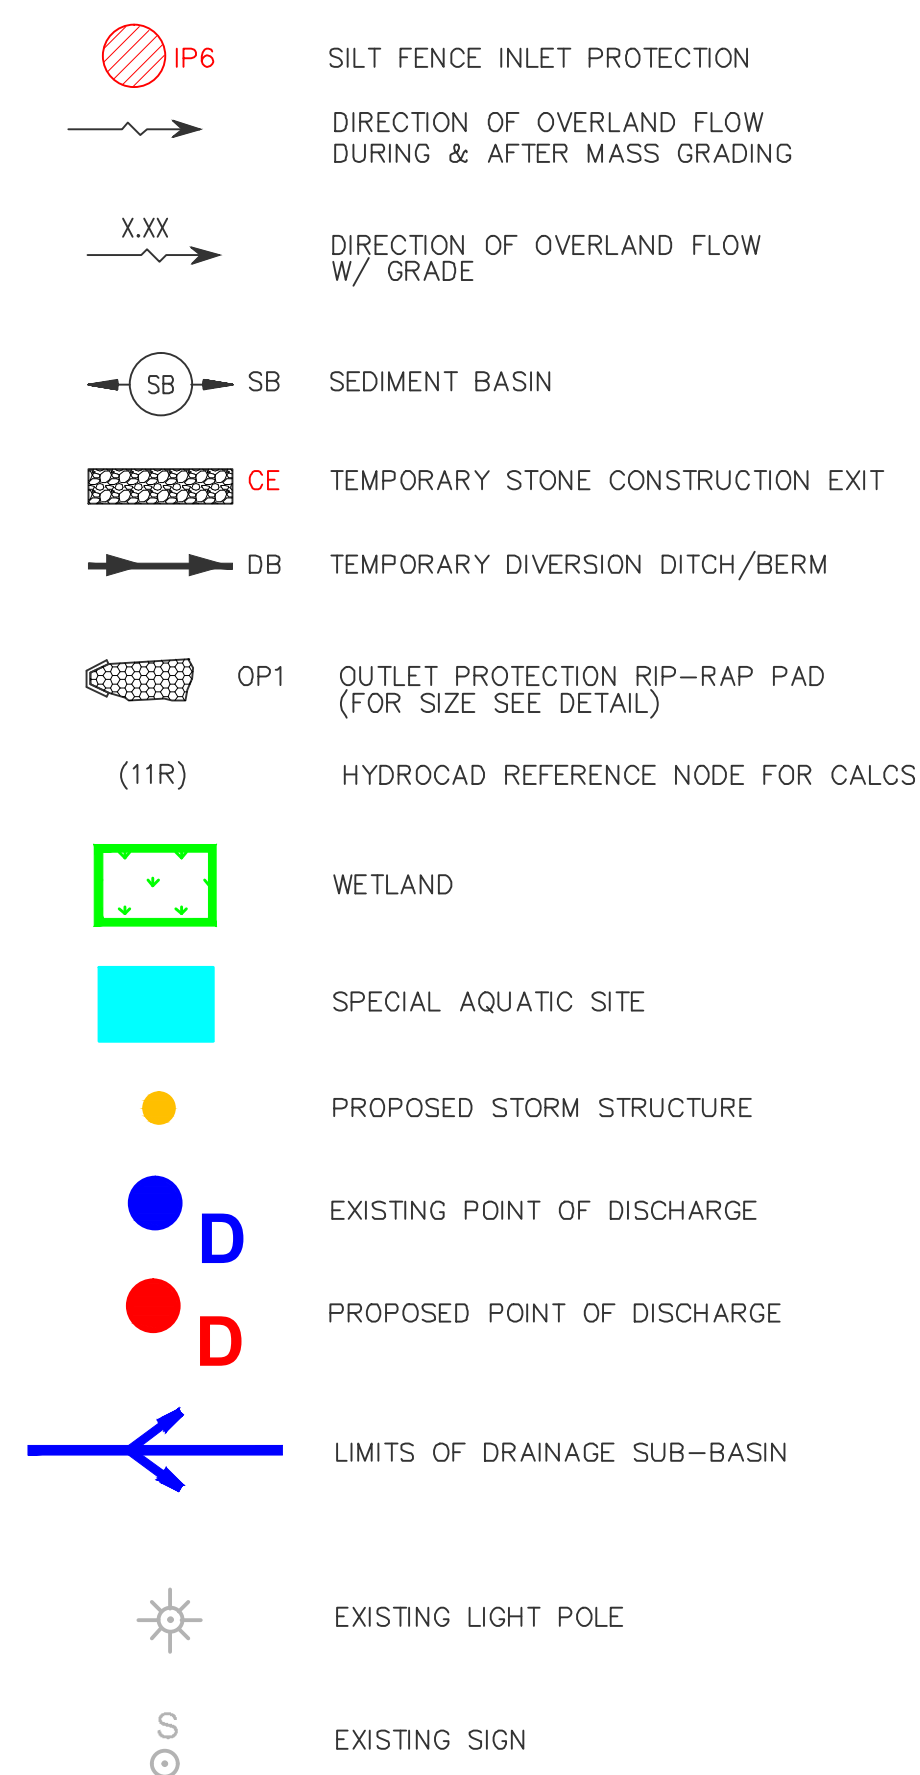 IP6 SILT FENCE INLET PROTECTION
DIRECTION OF OVERLAND FLOW
DURING & AFTER MASS GRADING
X.XX
DIRECTION OF OVERLAND FLOW
W/ GRADE
SB SB SEDIMENT BASIN
CE TEMPORARY STONE CONSTRUCTION EXIT
DB TEMPORARY DIVERSION DITCH/BERM
OP1 OUTLET PROTECTION RIP-RAP PAD
(FOR SIZE SEE DETAIL)
(11R) HYDROCAD REFERENCE NODE FOR CALCS
WETLAND
SPECIAL AQUATIC SITE
PROPOSED STORM STRUCTURE
EXISTING POINT OF DISCHARGE
D
PROPOSED POINT OF DISCHARGE
D
LIMITS OF DRAINAGE SUB-BASIN
EXISTING LIGHT POLE
S
EXISTING SIGN